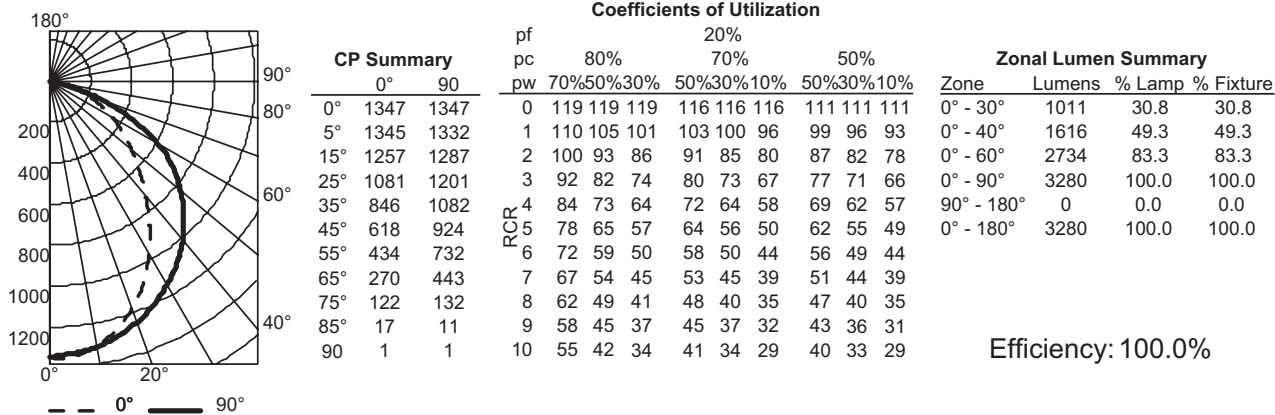 180°
90°
80°
60°
40°
20°
0°
200
400
600
800
1000
1200
0° 90°
CP Summary
0° 90
0° 1347 1347
5° 1345 1332
15° 1257 1287
25° 1081 1201
35° 846 1082
45° 618 924
55° 434 732
65° 270 443
75° 122 132
85° 17 11
90 1 1
Coefficients of Utilization
pf 20%
pc 80% 70% 50%
pw 70%50%30% 50%30%10% 50%30%10%
RCR
0 119 119 119 116 116 116 111 111 111
1 110 105 101 103 100 96 99 96 93
2 100 93 86 91 85 80 87 82 78
3 92 82 74 80 73 67 77 71 66
4 84 73 64 72 64 58 69 62 57
5 78 65 57 64 56 50 62 55 49
6 72 59 50 58 50 44 56 49 44
7 67 54 45 53 45 39 51 44 39
8 62 49 41 48 40 35 47 40 35
9 58 45 37 45 37 32 43 36 31
10 55 42 34 41 34 29 40 33 29
Zonal Lumen Summary
Zone Lumens % Lamp % Fixture
0° - 30° 1011 30.8 30.8
0° - 40° 1616 49.3 49.3
0° - 60° 2734 83.3 83.3
0° - 90° 3280 100.0 100.0
90° - 180° 0 0.0 0.0
0° - 180° 3280 100.0 100.0
Efficiency: 100.0%